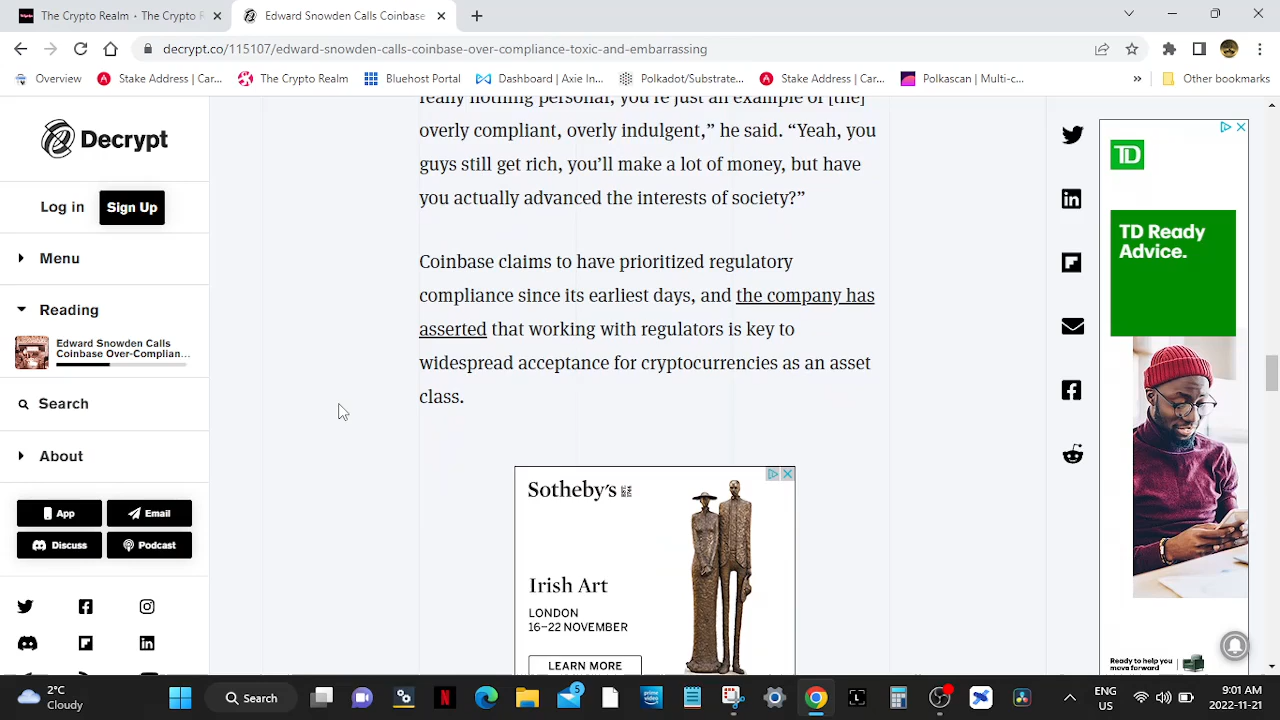 The Crypto Realm - The Crypto R
Edward Snowden Calls Coinbase
decrypt.co/115107/edward-snowden-calls-coinbase-over-compliance-toxic-and-embarrassing
Overview
Stake Address | Car...
The Crypto Realm
Bluehost Portal
Dashboard | Axie In...
Polkadot/Substrate...
Stake Address | Car...
Polkascan | Multi-c...
»
Other bookmarks
Decrypt
Log in
Sign Up
Menu
Reading
Edward Snowden Calls
Coinbase Over-Complian...
Search
About
App
Email
Discuss
Podcast
really nothing personal, you're just an example of [the]
overly compliant, overly indulgent,” he said. “Yeah, you
guys still get rich, you’ll make a lot of money, but have
you actually advanced the interests of society?”
Coinbase claims to have prioritized regulatory
compliance since its earliest days, and the company has
asserted that working with regulators is key to
widespread acceptance for cryptocurrencies as an asset
class.
Sotheby's
Irish Art
LONDON
16–22 NOVEMBER
LEARN MORE
TD
TD Ready
Advice.
Ready to help you
move forward
2°C
Cloudy
Search
5
prime
video
L
ENG
US
9:01 AM
2022-11-21